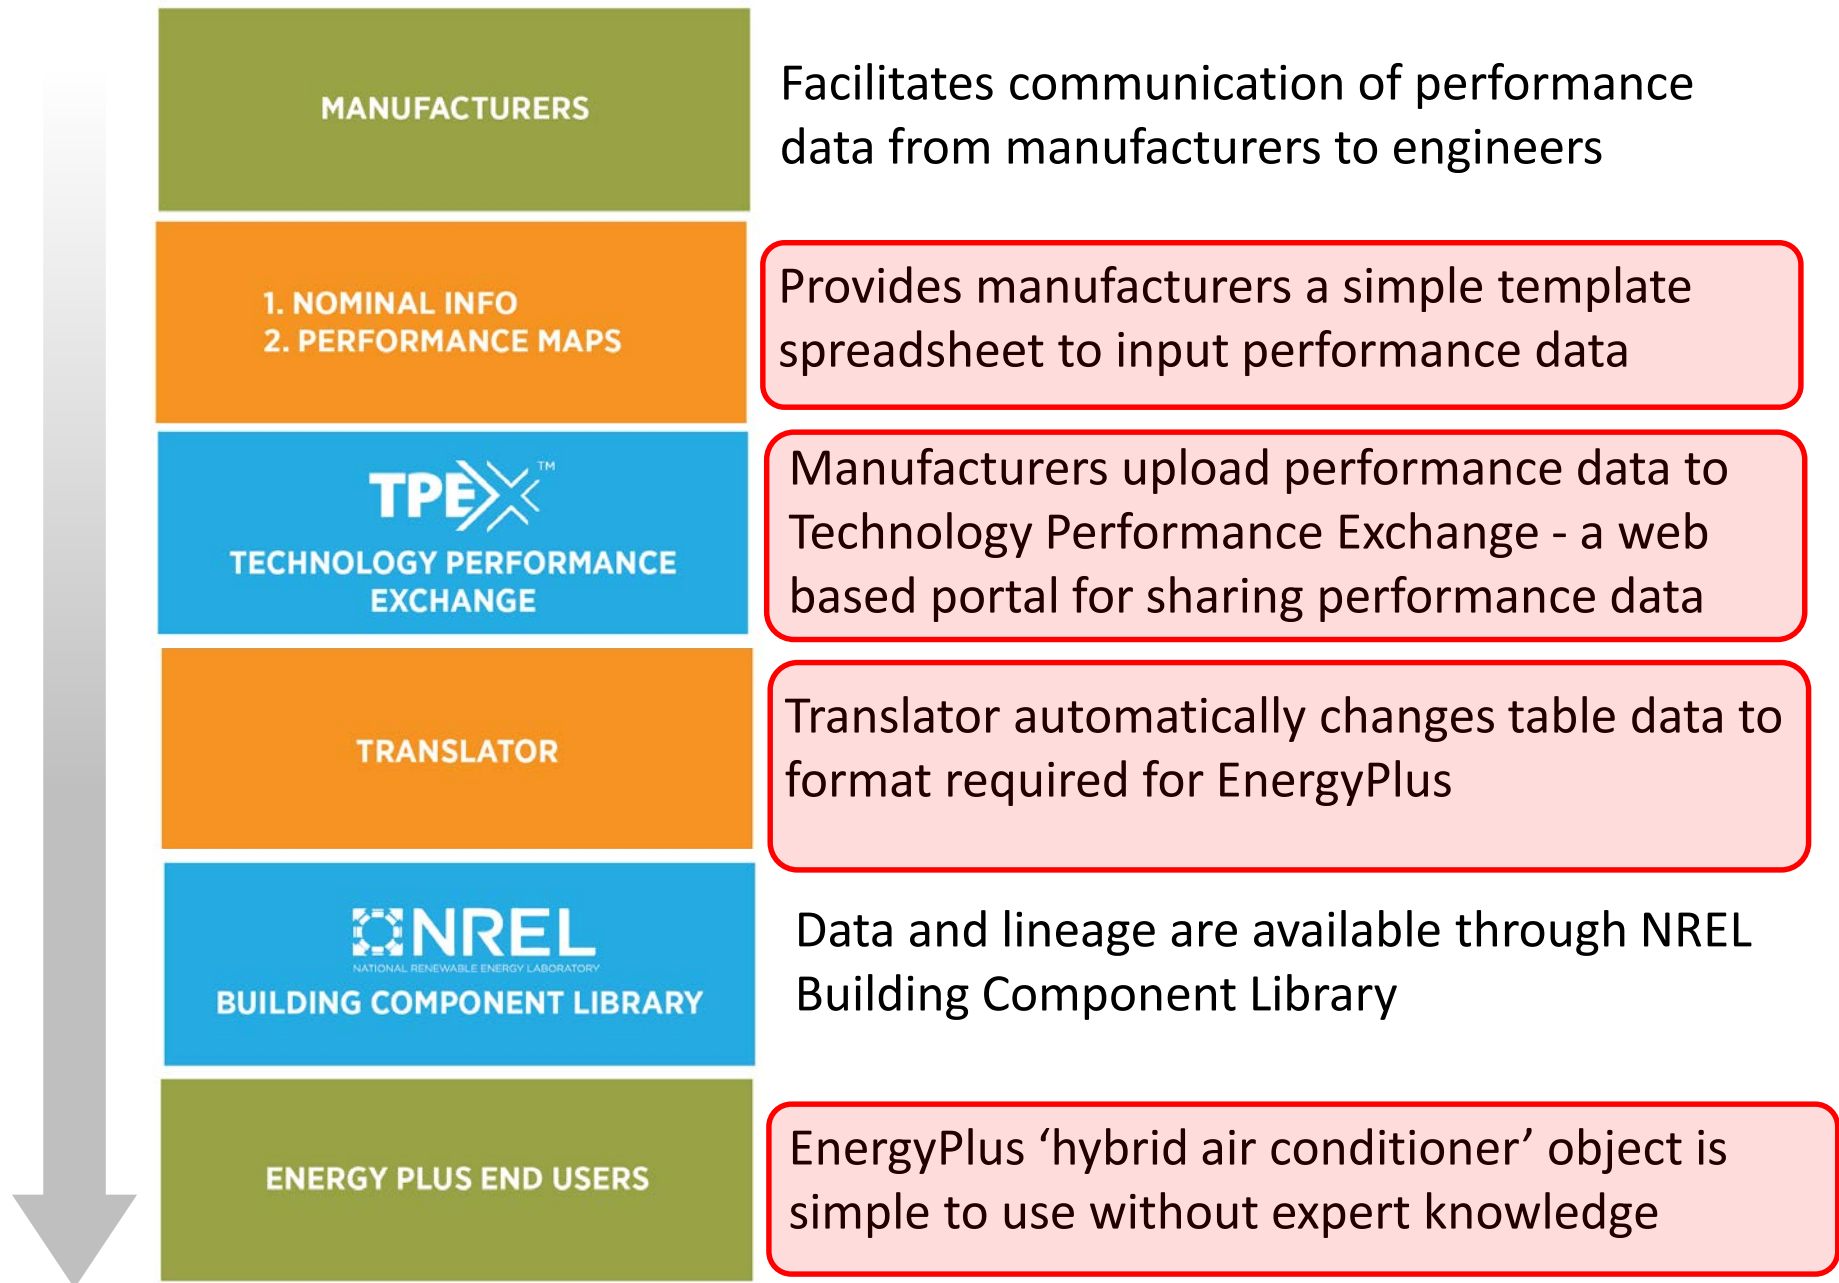 MANUFACTURERS
Facilitates communication of performance
data from manufacturers to engineers
1. NOMINAL INFO
2. PERFORMANCE MAPS
Provides manufacturers a simple template
spreadsheet to input performance data
TPEX™
TECHNOLOGY PERFORMANCE
EXCHANGE
Manufacturers upload performance data to
Technology Performance Exchange - a web
based portal for sharing performance data
TRANSLATOR
Translator automatically changes table data to
format required for EnergyPlus
NREL
NATIONAL RENEWABLE ENERGY LABORATORY
BUILDING COMPONENT LIBRARY
Data and lineage are available through NREL
Building Component Library
ENERGY PLUS END USERS
EnergyPlus ‘hybrid air conditioner’ object is
simple to use without expert knowledge